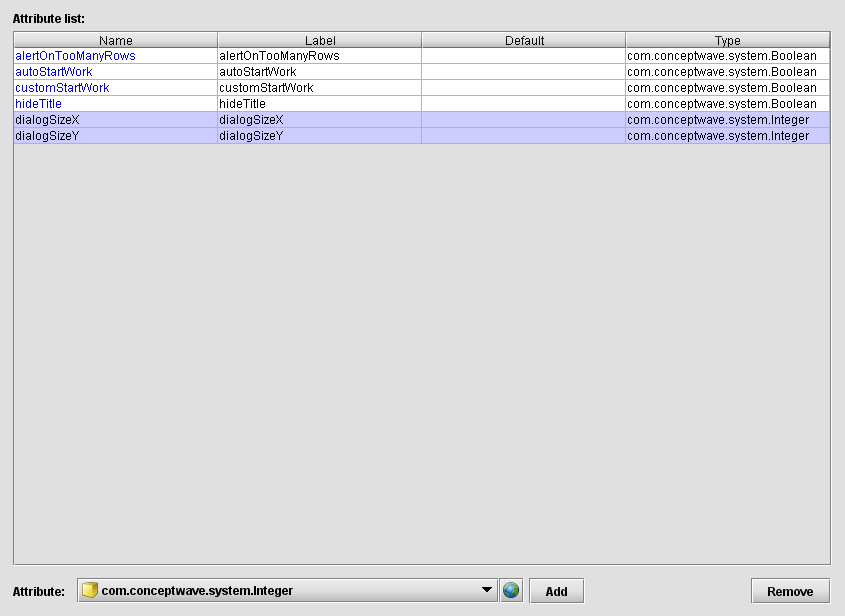 Attribute list:
Name Label Default Type
alertOnTooManyRows alertOnTooManyRows com.conceptwave.system.Boolean
autoStartWork autoStartWork com.conceptwave.system.Boolean
customStartWork customStartWork com.conceptwave.system.Boolean
hideTitle hideTitle com.conceptwave.system.Boolean
dialogSizeX dialogSizeX com.conceptwave.system.Integer
dialogSizeY dialogSizeY com.conceptwave.system.Integer
Attribute: com.conceptwave.system.Integer Add Remove